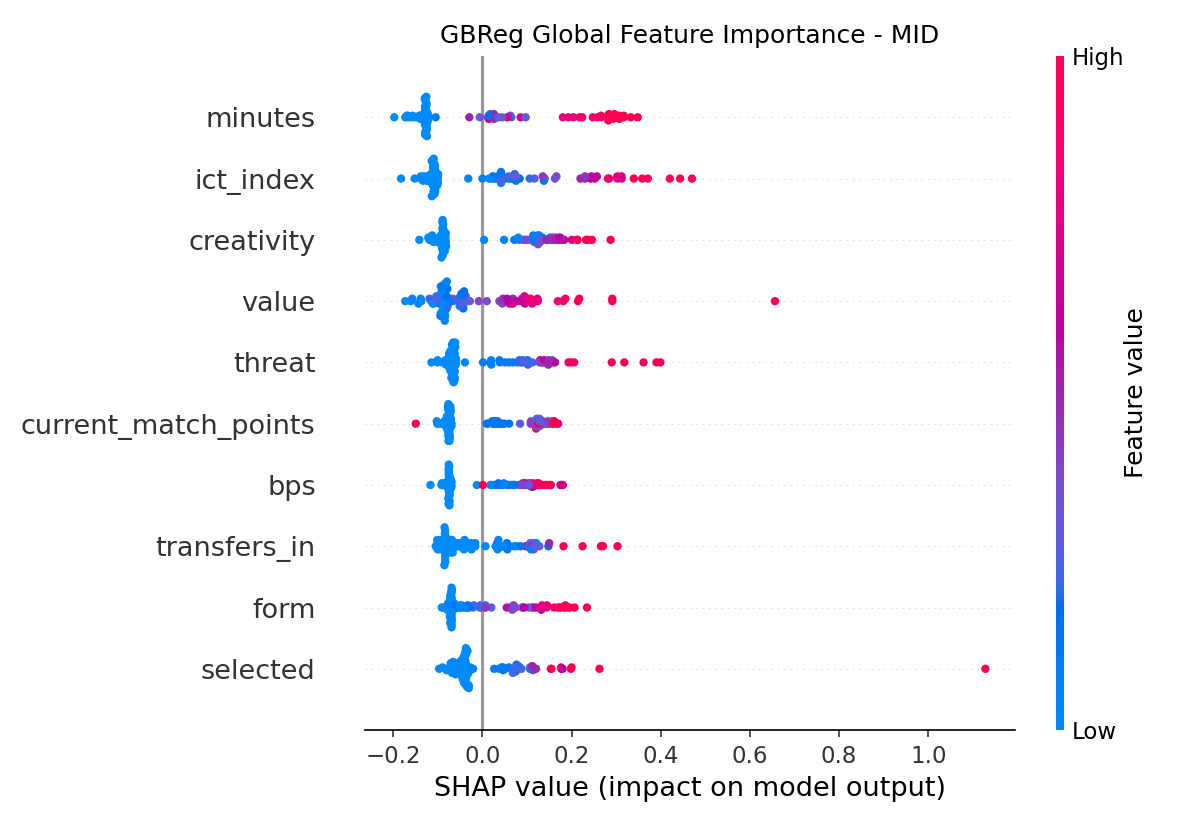 GBReg Global Feature Importance - MID
High
minutes
ict_index
creativity
value
threat
current_match_points
bps
transfers_in
form
selected
Feature value
Low
−0.2 0.0 0.2 0.4 0.6 0.8 1.0
SHAP value (impact on model output)